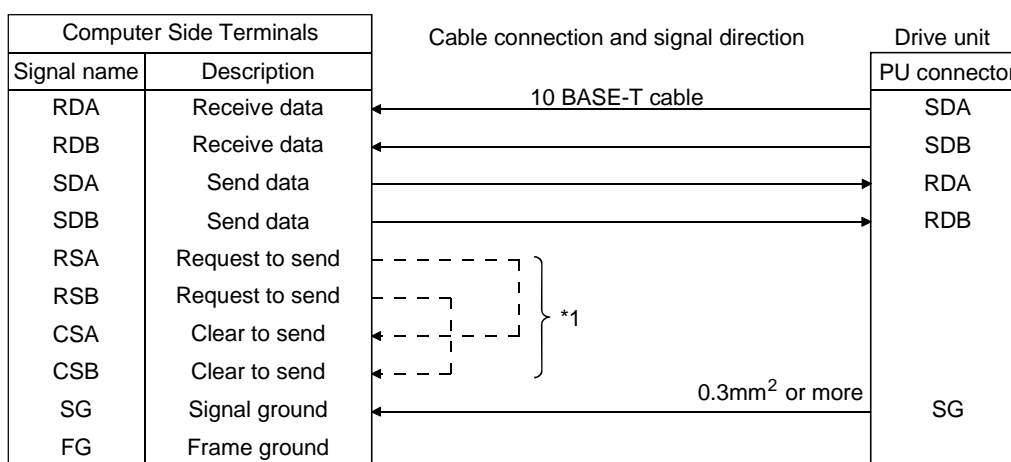 Computer Side Terminals
Cable connection and signal direction
Drive unit
Signal name Description
PU connector
RDA Receive data
10 BASE-T cable
SDA
RDB Receive data
SDB
SDA Send data
RDA
SDB Send data
RDB
RSA Request to send
RSB Request to send
*1
CSA Clear to send
CSB Clear to send
0.3mm² or more
SG Signal ground
SG
FG Frame ground